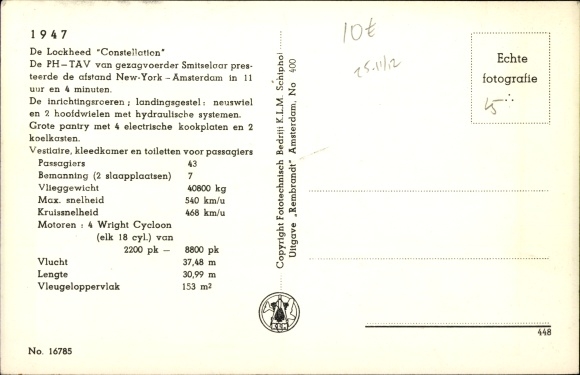 1947
De Lockheed "Constellation"
De PH–TAV van gezagvoerder Smitselaar pres-
teerde de afstand New-York – Amsterdam in 11
uur en 4 minuten.
De inrichtingsroeren; landingsgestel: neuswiel
en 2 hoofdwielen met hydraulische systemen.
Grote pantry met 4 electrische kookplaten en 2
koelkasten.
Vestiaire, kleedkamer en toiletten voor passagiers
Passagiers 43
Bemanning (2 slaapplaatsen) 7
Vlieggewicht 40800 kg
Max. snelheid 540 km/u
Kruissnelheid 468 km/u
Motoren : 4 Wright Cycloon
(elk 18 cyl.) van
2200 pk – 8800 pk
Vlucht 37,48 m
Lengte 30,99 m
Vleugeloppervlak 153 m²
No. 16785
Copyright Fototechnisch Bedrijf K.L.M. Schiphol
Uitgave „Rembrandt" Amsterdam, No 400
K.L.M.
10€
25.11/12
Echte
fotografie
448